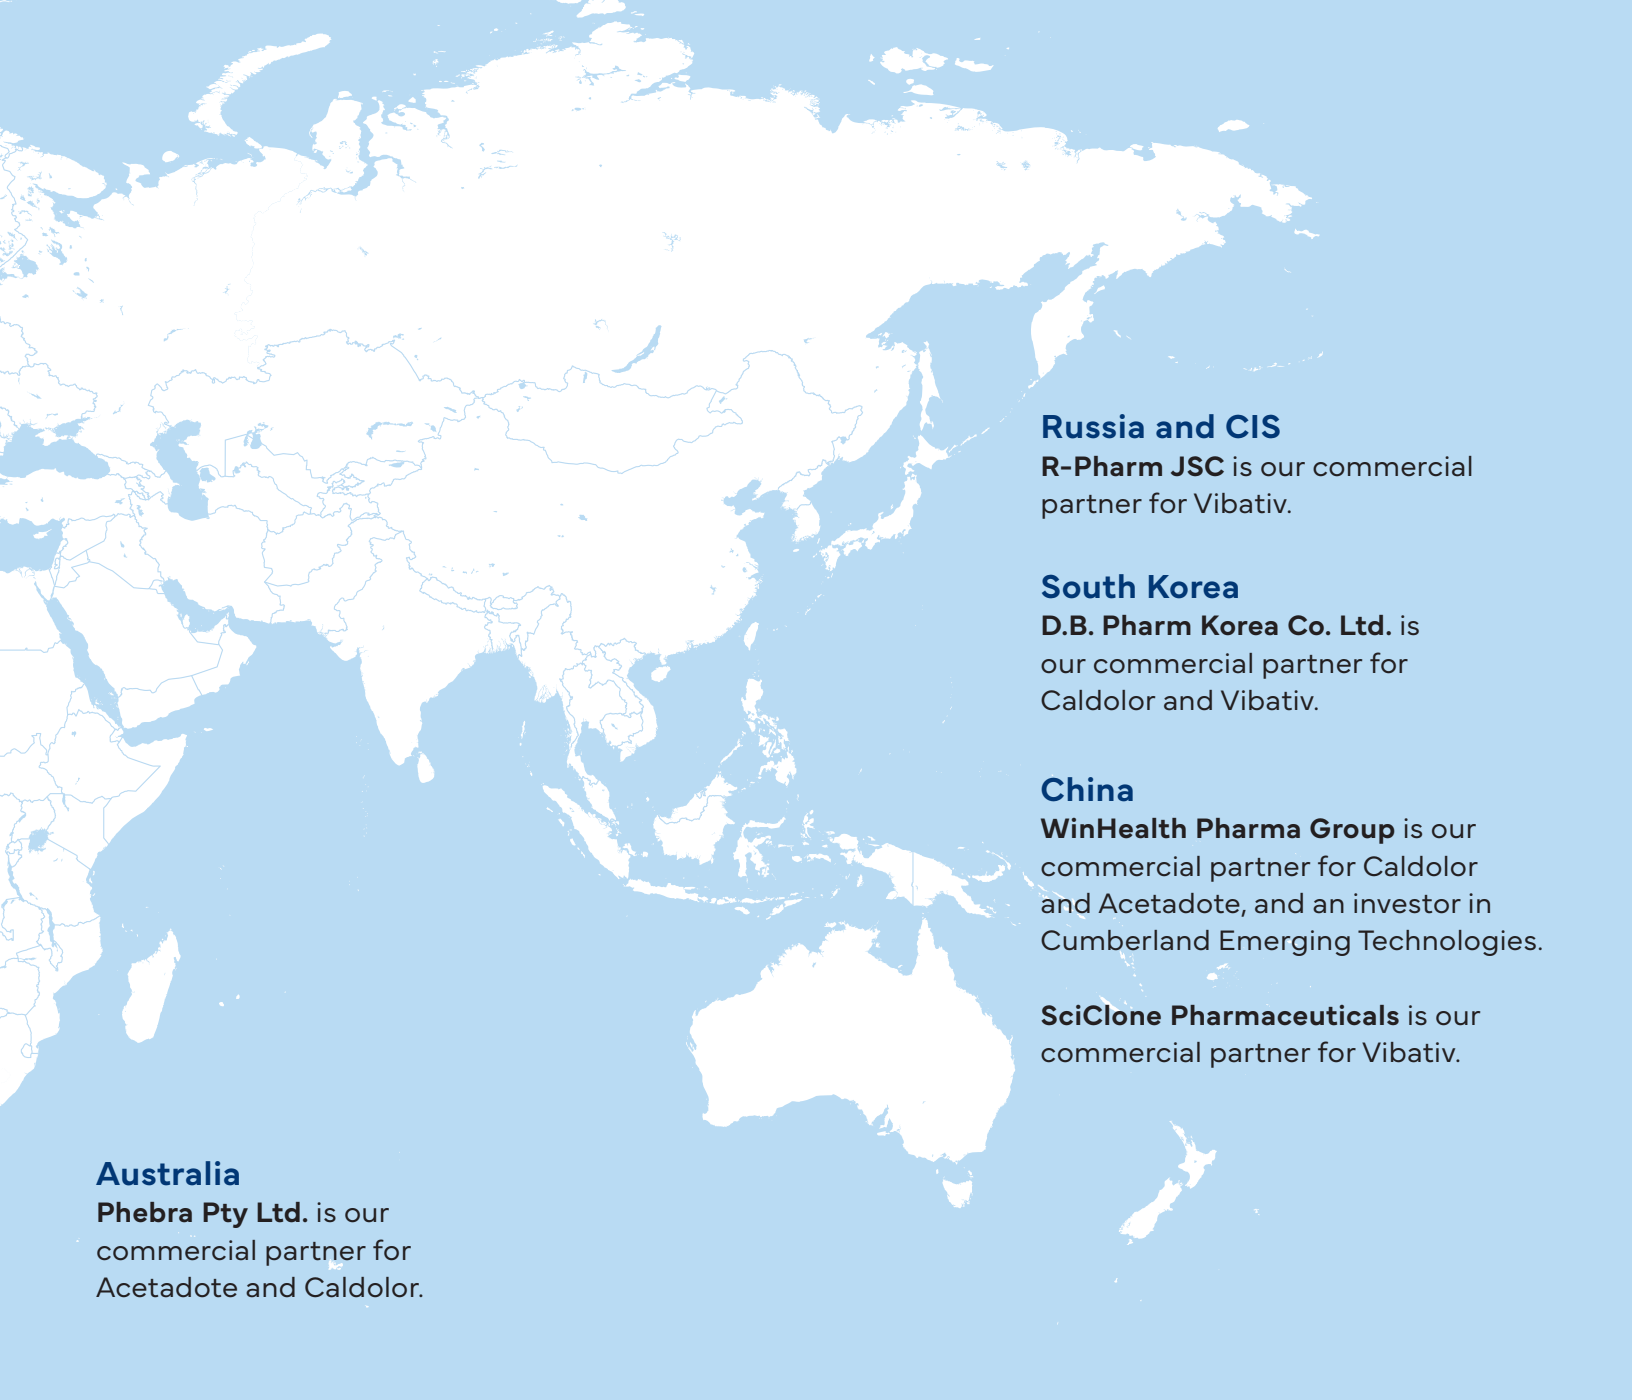 Russia and CIS
R-Pharm JSC is our commercial
partner for Vibativ.
South Korea
D.B. Pharm Korea Co. Ltd. is
our commercial partner for
Caldolor and Vibativ.
China
WinHealth Pharma Group is our
commercial partner for Caldolor
and Acetadote, and an investor in
Cumberland Emerging Technologies.
SciClone Pharmaceuticals is our
commercial partner for Vibativ.
Australia
Phebra Pty Ltd. is our
commercial partner for
Acetadote and Caldolor.